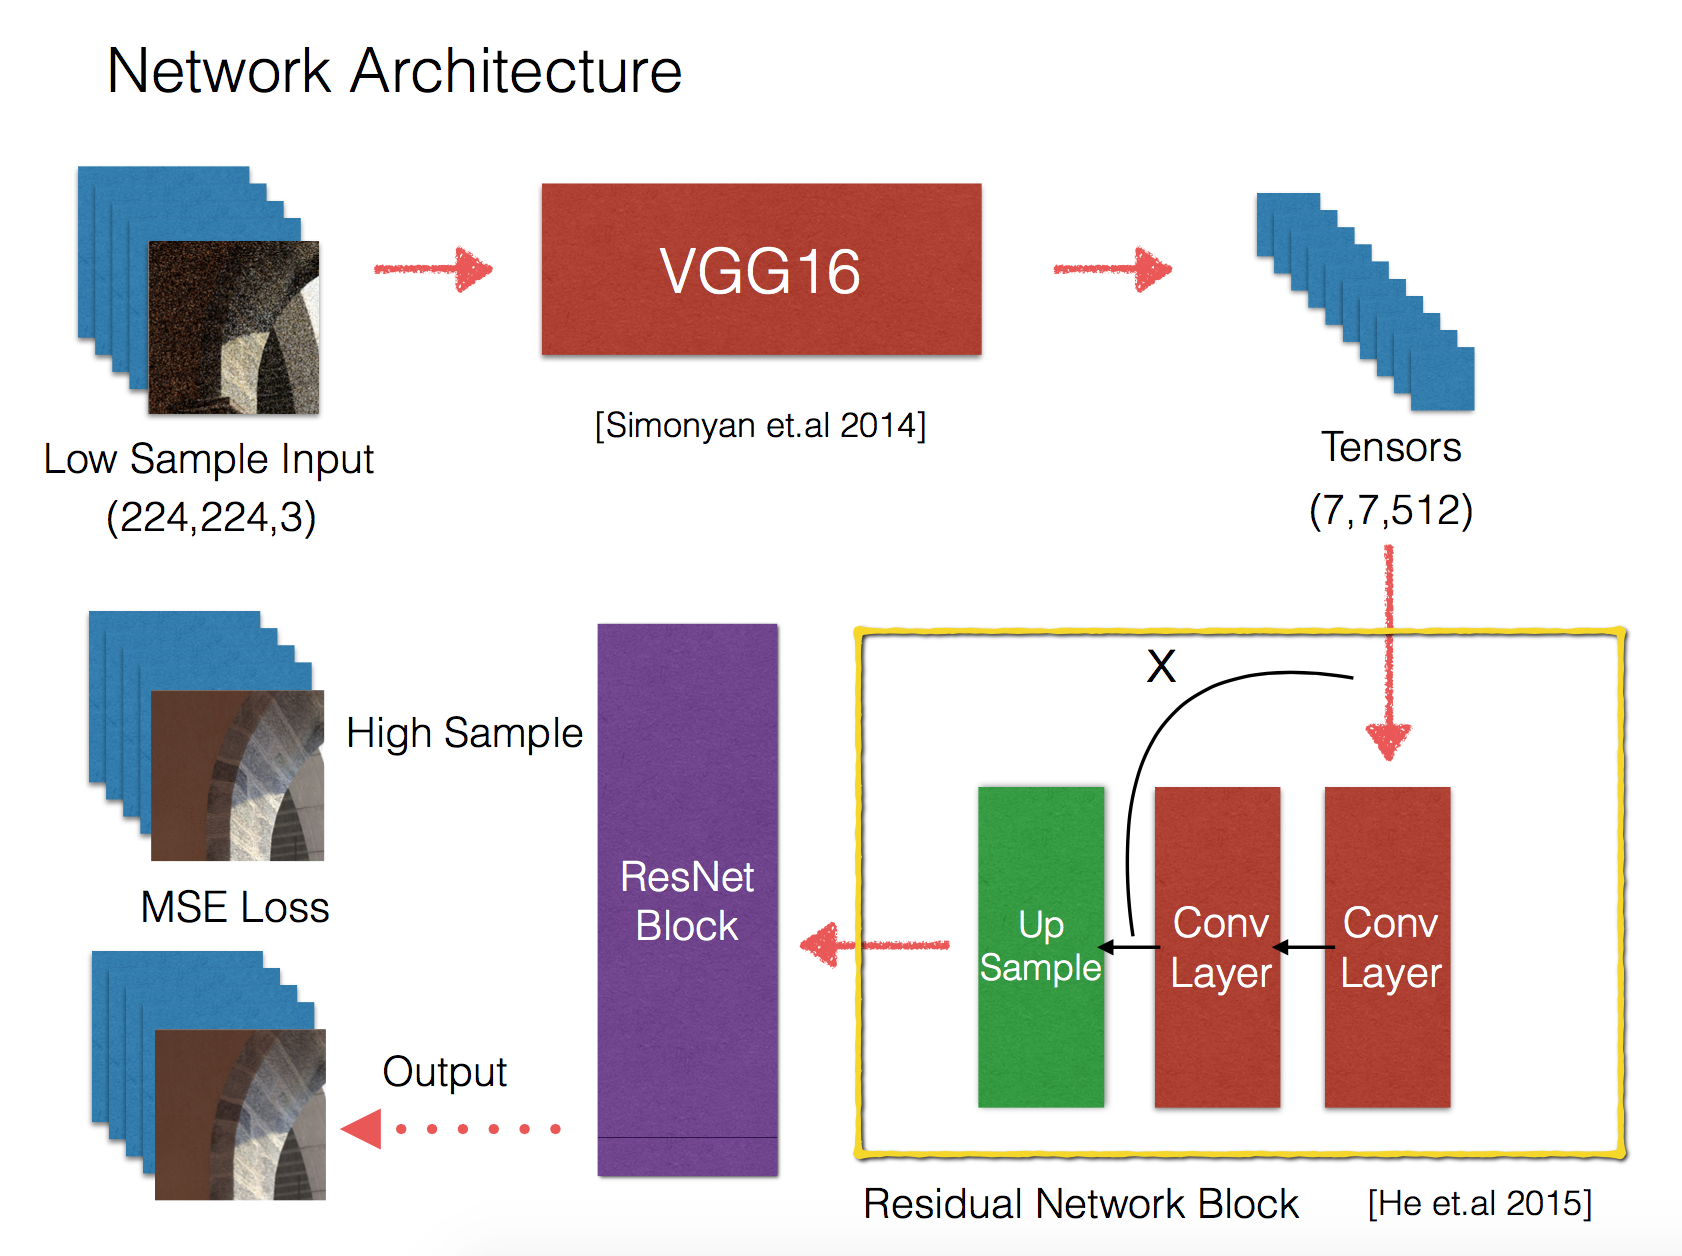 Network Architecture
VGG16
[Simonyan et.al 2014]
Low Sample Input
(224,224,3)
Tensors
(7,7,512)
X
High Sample
MSE Loss
Output
ResNet
Block
Up
Sample
Conv
Layer
Conv
Layer
Residual Network Block
[He et.al 2015]